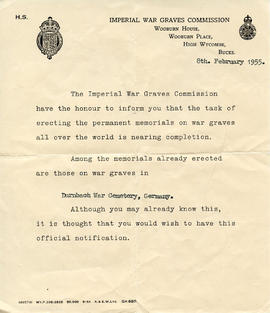 H.S.
IMPERIAL WAR GRAVES COMMISSION
WOOBURN HOUSE,
WOOBURN PLACE,
HIGH WYCOMBE,
BUCKS.
8th. February 1955.
The Imperial War Graves Commission
have the honour to inform you that the task of
erecting the permanent memorials on war graves
all over the world is nearing completion.
Among the memorials already erected
are those on war graves in
Durnbach War Cemetery, Germany.
Although you may already know this,
it is thought that you would wish to have this
official notification.